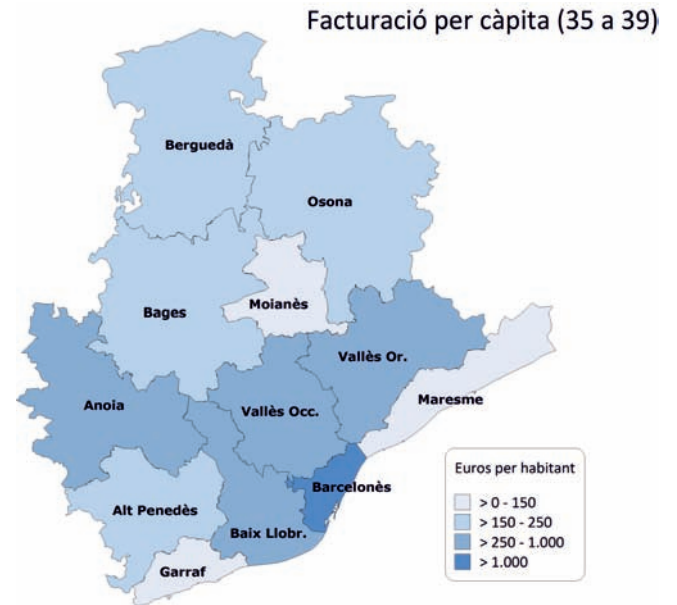 Facturació per càpita (35 a 39)
Berguedà
Osona
Moianès
Bages
Vallès Or.
Anoia
Vallès Occ.
Maresme
Barcelonès
Alt Penedès
Baix Llobr.
Garraf
Euros per habitant
> 0 - 150
> 150 - 250
> 250 - 1.000
> 1.000